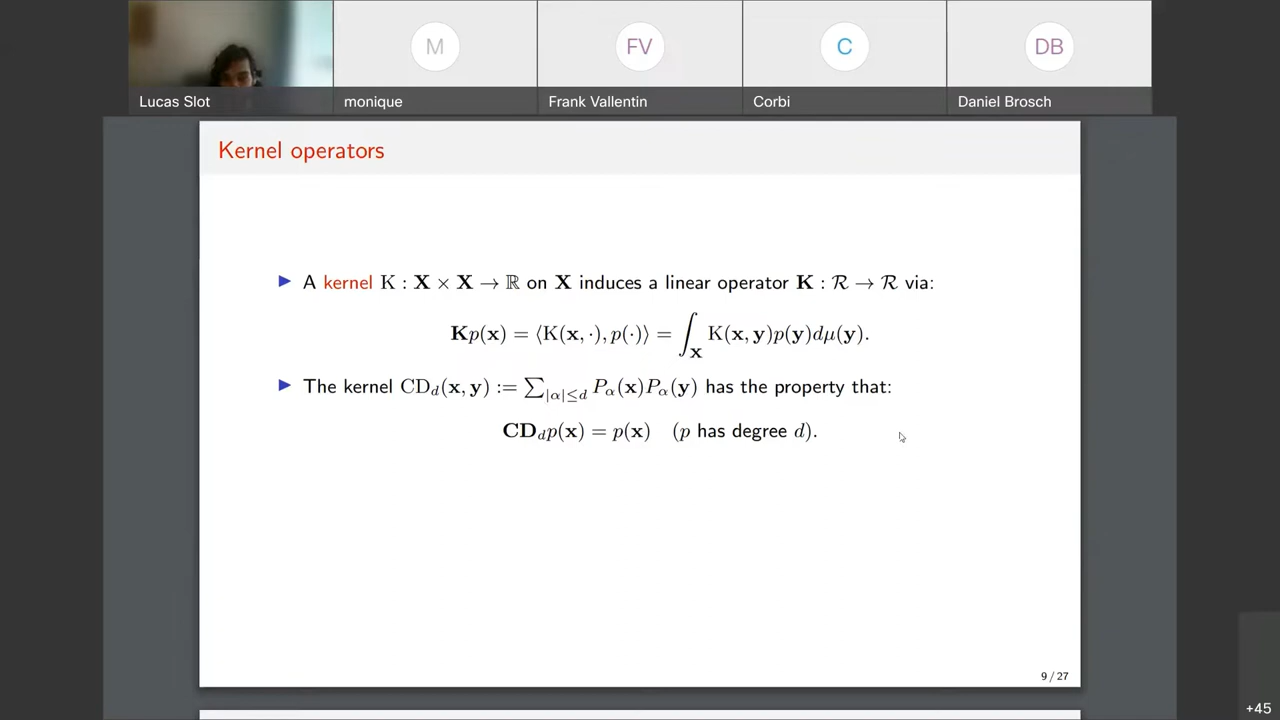 M
FV
C
DB
Lucas Slot
monique
Frank Vallentin
Corbi
Daniel Brosch
Kernel operators
▶ A kernel K : X × X → ℝ on X induces a linear operator K : ℛ → ℛ via:
Kp(x) = ⟨K(x, ·), p(·)⟩ = ∫_X K(x, y)p(y)dμ(y).
▶ The kernel CD_d(x, y) := ∑_{|α|≤d} P_α(x)P_α(y) has the property that:
CD_d p(x) = p(x) (p has degree d).
9 / 27
+45